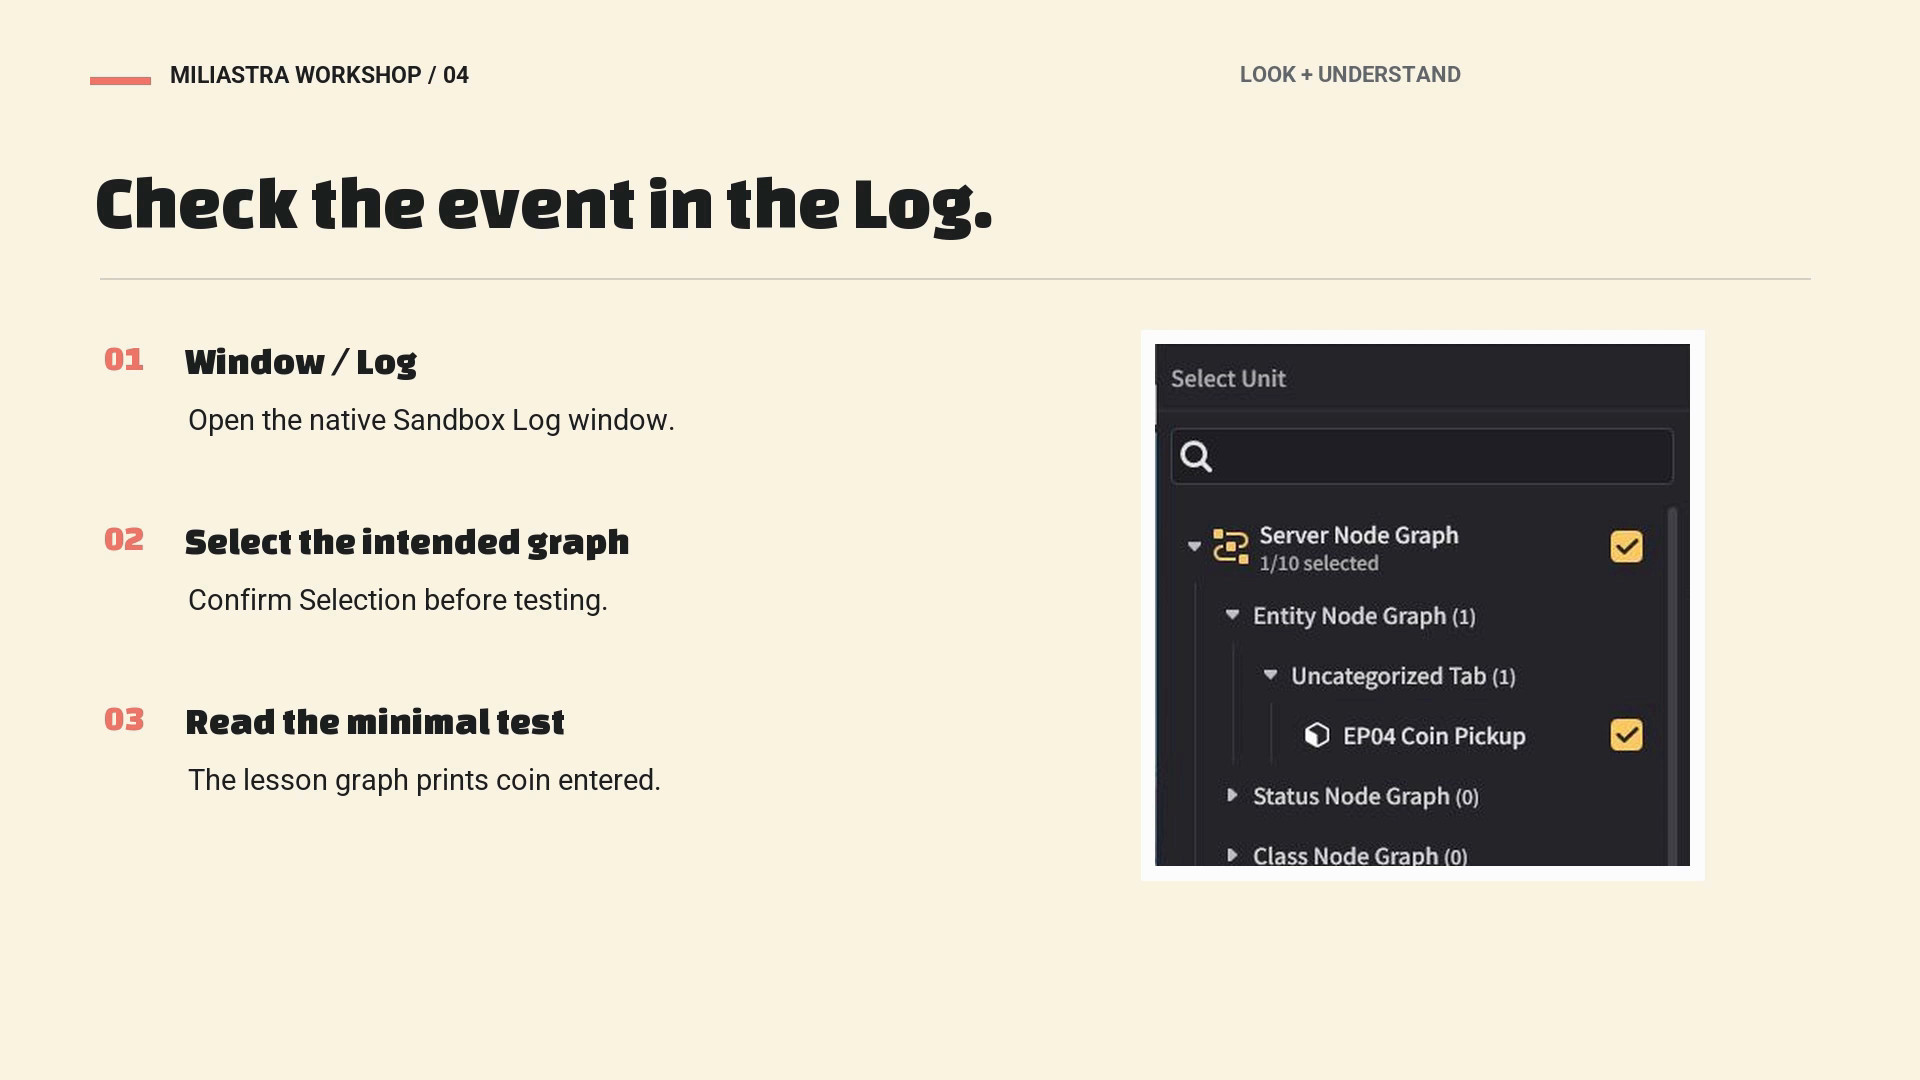 MILIASTRA WORKSHOP / 04
LOOK + UNDERSTAND
Check the event in the Log.
01
Window / Log
Open the native Sandbox Log window.
02
Select the intended graph
Confirm Selection before testing.
03
Read the minimal test
The lesson graph prints coin entered.
Select Unit
Server Node Graph
1/10 selected
Entity Node Graph (1)
Uncategorized Tab (1)
EP04 Coin Pickup
Status Node Graph (0)
Class Node Graph (0)